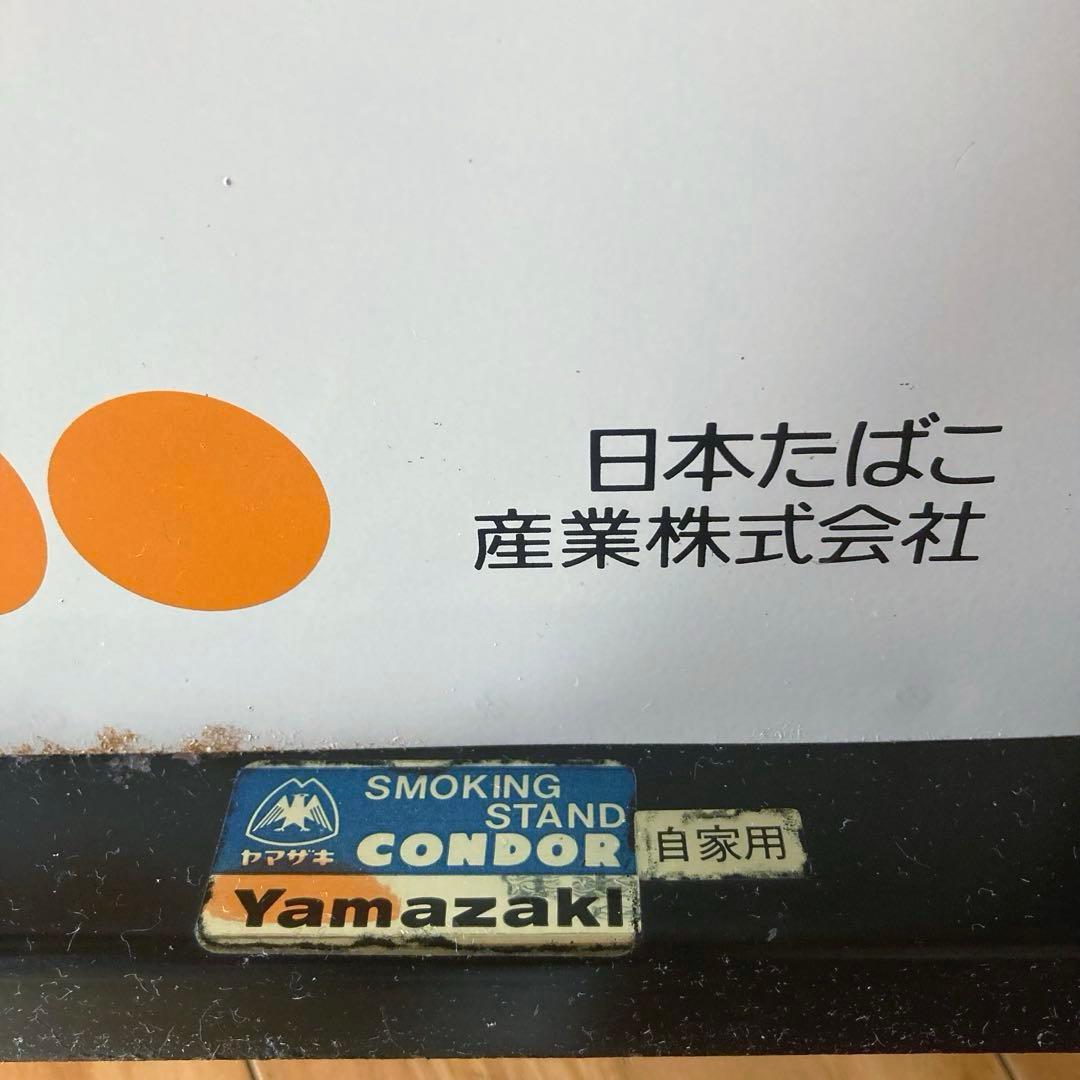 日本たばこ
産業株式会社
SMOKING
STAND
CONDOR
ヤマザキ
Yamazaki
自家用